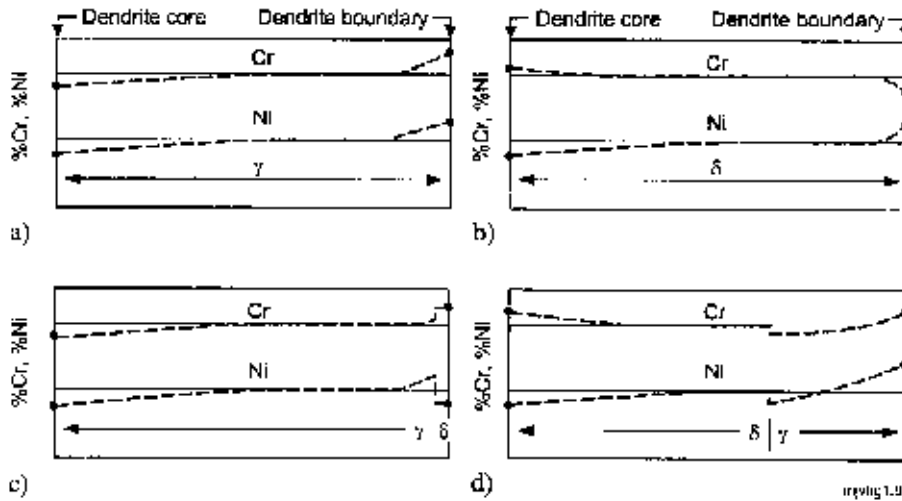 Dendrite core Dendrite boundary
Dendrite core Dendrite boundary
%Cr, %Ni
Cr
Ni
γ
a)
%Cr, %Ni
Cr
Ni
δ
b)
%Cr, %Ni
Cr
Ni
γ δ
c)
%Cr, %Ni
Cr
Ni
δ γ
d)